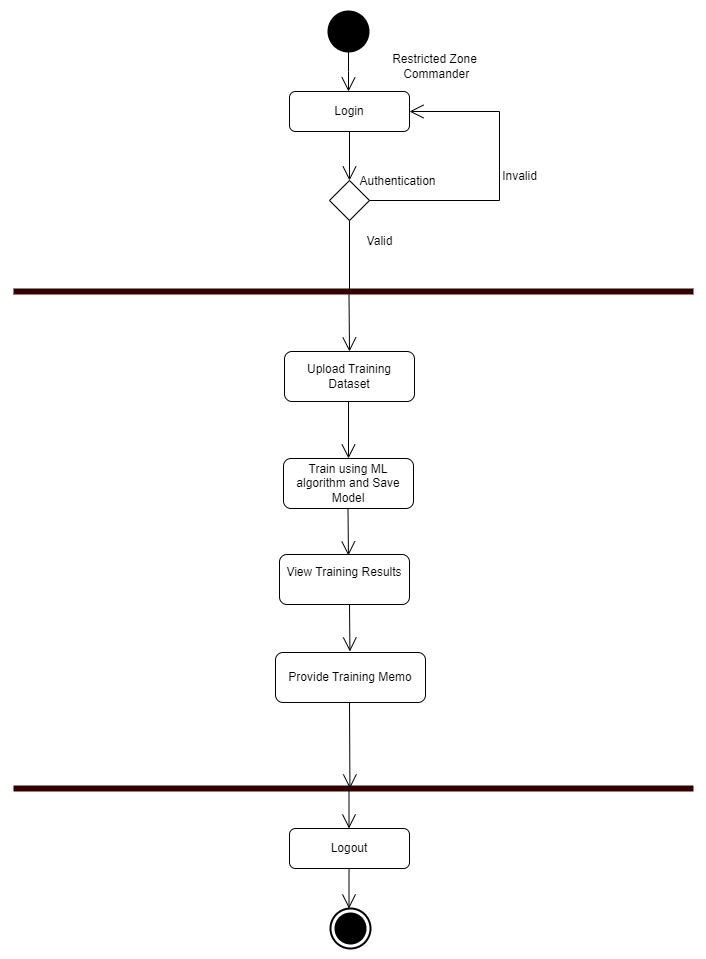 Restricted Zone
Commander
Login
Authentication
Invalid
Valid
Upload Training
Dataset
Train using ML
algorithm and Save
Model
View Training Results
Provide Training Memo
Logout